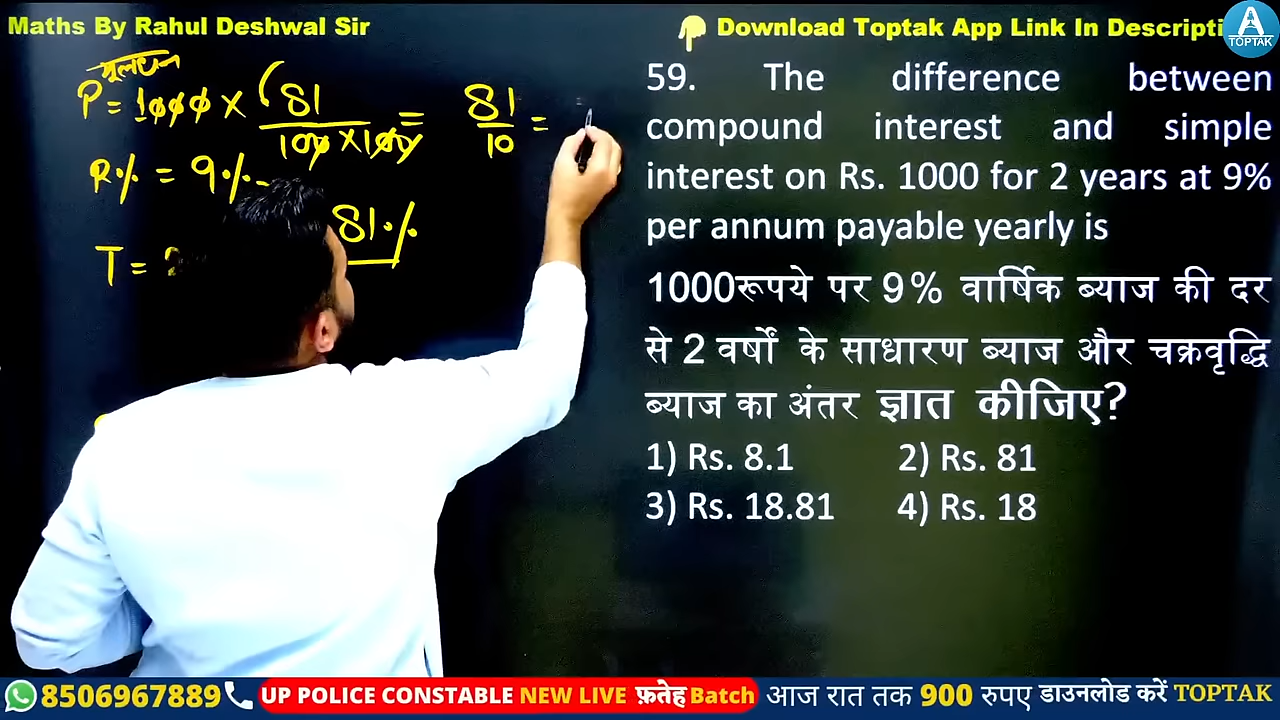 Maths By Rahul Deshwal Sir
Download Toptak App Link In Descripti
TOPTAK
मूलधन
P = 1000 × 81/100×100 = 81/10 =
R% = 9%
81%
T = 2
59. The difference between
compound interest and simple
interest on Rs. 1000 for 2 years at 9%
per annum payable yearly is
1000रूपये पर 9% वार्षिक ब्याज की दर
से 2 वर्षों के साधारण ब्याज और चक्रवृद्धि
ब्याज का अंतर ज्ञात कीजिए?
1) Rs. 8.1 2) Rs. 81
3) Rs. 18.81 4) Rs. 18
8506967889 UP POLICE CONSTABLE NEW LIVE फ़तेह Batch आज रात तक 900 रुपए डाउनलोड करें TOPTAK